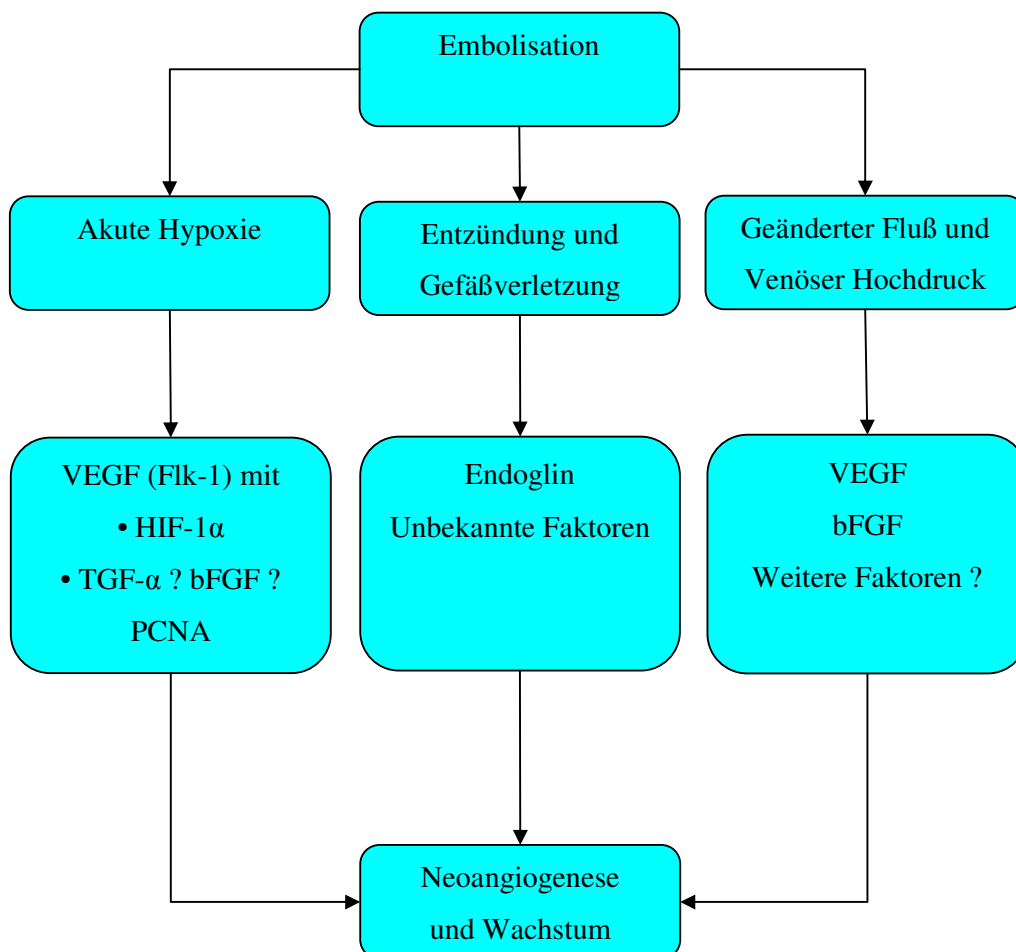 Embolisation
Akute Hypoxie
Entzündung und
Gefäßverletzung
Geänderter Fluß und
Venöser Hochdruck
VEGF (Flk-1) mit
• HIF-1α
• TGF-α ? bFGF ?
PCNA
Endoglin
Unbekannte Faktoren
VEGF
bFGF
Weitere Faktoren ?
Neoangiogenese
und Wachstum